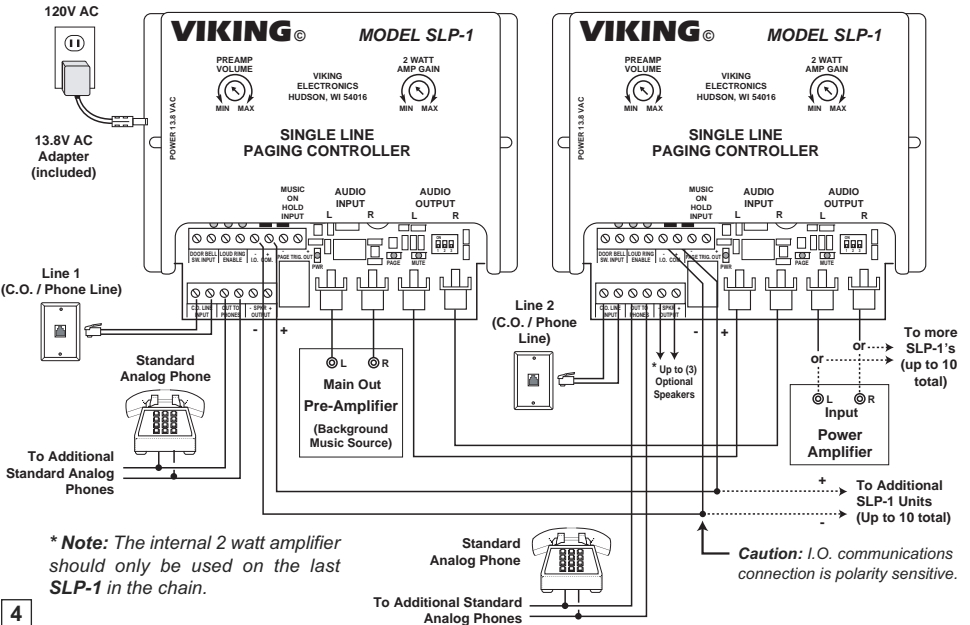 120V AC
13.8V AC
Adapter
(included)
VIKING©
MODEL SLP-1
PREAMP
VOLUME
MIN MAX
VIKING
ELECTRONICS
HUDSON, WI 54016
2 WATT
AMP GAIN
MIN MAX
POWER 13.8 VAC
SINGLE LINE
PAGING CONTROLLER
MUSIC
ON
HOLD
INPUT
AUDIO
INPUT
L R
AUDIO
OUTPUT
L R
DOOR BELL
SW. INPUT
LOUD RING
ENABLE
- +
I.O. COM.
+
PAGE TRIG. OUT
PWR
PAGE
MUTE
ON
1 2 3
C.O. LINE
INPUT
OUT TO
PHONES
- SPKR +
OUTPUT
- +
VIKING©
MODEL SLP-1
PREAMP
VOLUME
MIN MAX
VIKING
ELECTRONICS
HUDSON, WI 54016
2 WATT
AMP GAIN
MIN MAX
POWER 13.8 VAC
SINGLE LINE
PAGING CONTROLLER
MUSIC
ON
HOLD
INPUT
AUDIO
INPUT
L R
AUDIO
OUTPUT
L R
DOOR BELL
SW. INPUT
LOUD RING
ENABLE
- +
I.O. COM.
+
PAGE TRIG. OUT
PWR
PAGE
MUTE
ON
1 2 3
C.O. LINE
INPUT
OUT TO
PHONES
- SPKR +
OUTPUT
- +
Line 1
(C.O. / Phone Line)
Standard
Analog Phone
To Additional
Standard Analog
Phones
L R
Main Out
Pre-Amplifier
(Background
Music Source)
Line 2
(C.O. / Phone
Line)
* Up to (3)
Optional
Speakers
or
or
To more
SLP-1's
(up to 10
total)
L R
Input
Power
Amplifier
+
-
To Additional
SLP-1 Units
(Up to 10 total)
Caution: I.O. communications
connection is polarity sensitive.
Standard
Analog Phone
To Additional Standard
Analog Phones
* Note: The internal 2 watt amplifier
should only be used on the last
SLP-1 in the chain.
4